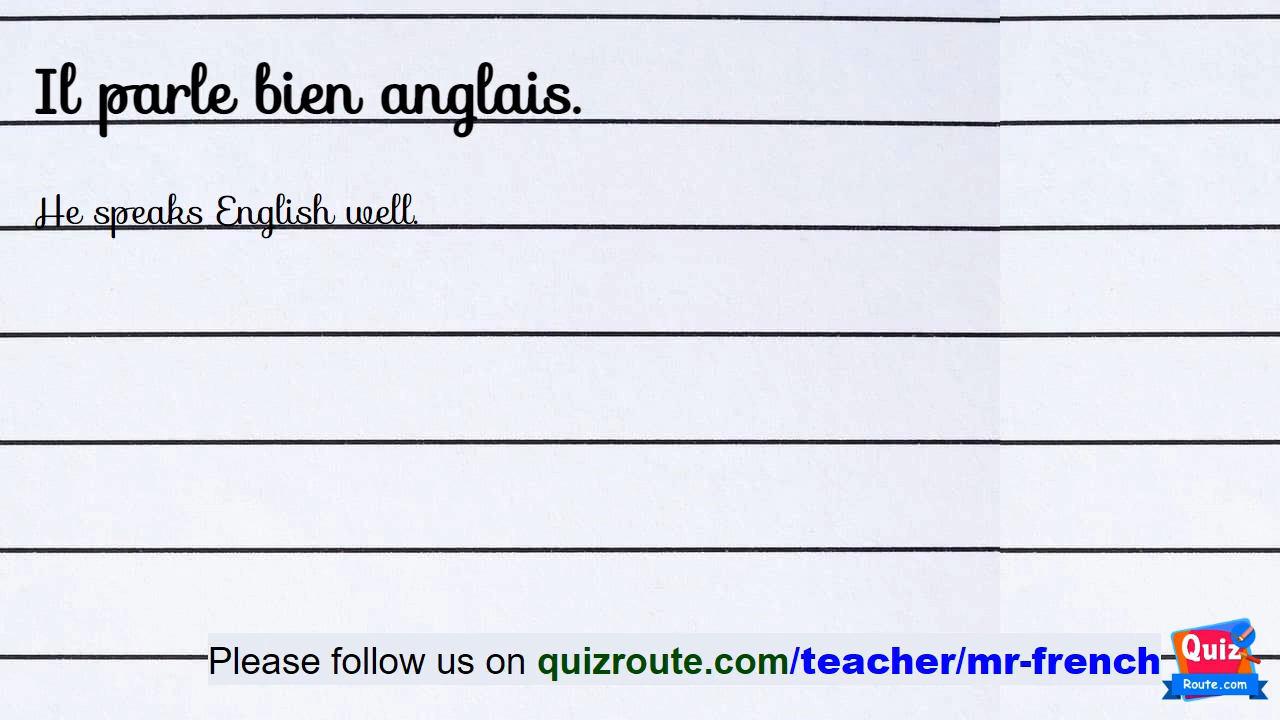 Il parle bien anglais.
He speaks English well.
Please follow us on quizroute.com/teacher/mr-french
Quiz
Route.com